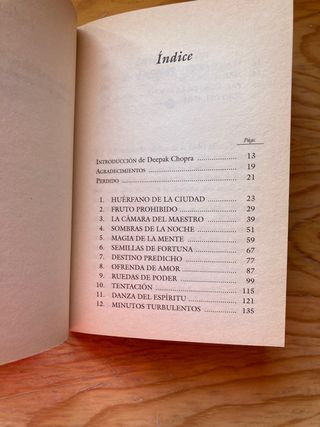 Índice
Págs.
INTRODUCCIÓN de Deepak Chopra 13
AGRADECIMIENTOS 19
PERDIDO 21
1. HUÉRFANO DE LA CIUDAD 23
2. FRUTO PROHIBIDO 29
3. LA CÁMARA DEL MAESTRO 39
4. SOMBRAS DE LA NOCHE 51
5. MAGIA DE LA MENTE 59
6. SEMILLAS DE FORTUNA 67
7. DESTINO PREDICHO 77
8. OFRENDA DE AMOR 87
9. RUEDAS DE PODER 99
10. TENTACIÓN 115
11. DANZA DEL ESPÍRITU 121
12. MINUTOS TURBULENTOS 135